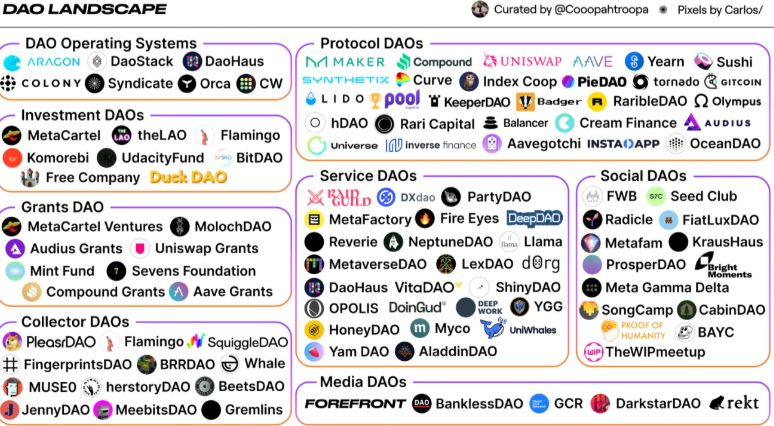 DAO LANDSCAPE
Curated by @Cooopahtroopa Pixels by Carlos/
DAO Operating Systems
ARAGON DaoStack DaoHaus
COLONY Syndicate Orca CW
Investment DAOs
MetaCartel THE LAO theLAO Flamingo
Komorebi UdacityFund BitDAO BitDAO
Free Company Duck DAO
Grants DAO
MetaCartel Ventures MolochDAO
Audius Grants Uniswap Grants
Mint Fund 7 Sevens Foundation
Compound Grants Aave Grants
Collector DAOs
PleasrDAO Flamingo SquiggleDAO
FingerprintsDAO BRRDAO Whale
MUSE0 herstoryDAO BeetsDAO
J JennyDAO MeebitsDAO Gremlins
Protocol DAOs
MAKER Compound UNISWAP AAVE Yearn Sushi
SYNTHETIX Curve Index Coop PieDAO tornado GITCOIN
LIDO pool KeeperDAO Badger R RaribleDAO Olympus
hDAO Rari Capital Balancer Cream Finance AUDIUS
Universe inverse finance Aavegotchi INSTADAPP OceanDAO
Service DAOs
RAID GUILD DXdao PartyDAO
MetaFactory Fire Eyes DeepDAO
Reverie NeptuneDAO llama Llama
MetaverseDAO LexDAO dOrg
DaoHaus VitaDAO ShinyDAO
OPOLIS DoinGud DEEP WORK YGG
HoneyDAO m Myco UniWhales
Yam DAO AladdinDAO
Social DAOs
FWB S/C Seed Club
Radicle FiatLuxDAO
Metafam KrausHaus
ProsperDAO Bright Moments
Meta Gamma Delta
SongCamp CabinDAO
PROOF OF HUMANITY BAYC
WIP TheWIPmeetup
Media DAOs
FOREFRONT DAO BanklessDAO GCR DarkstarDAO rekt